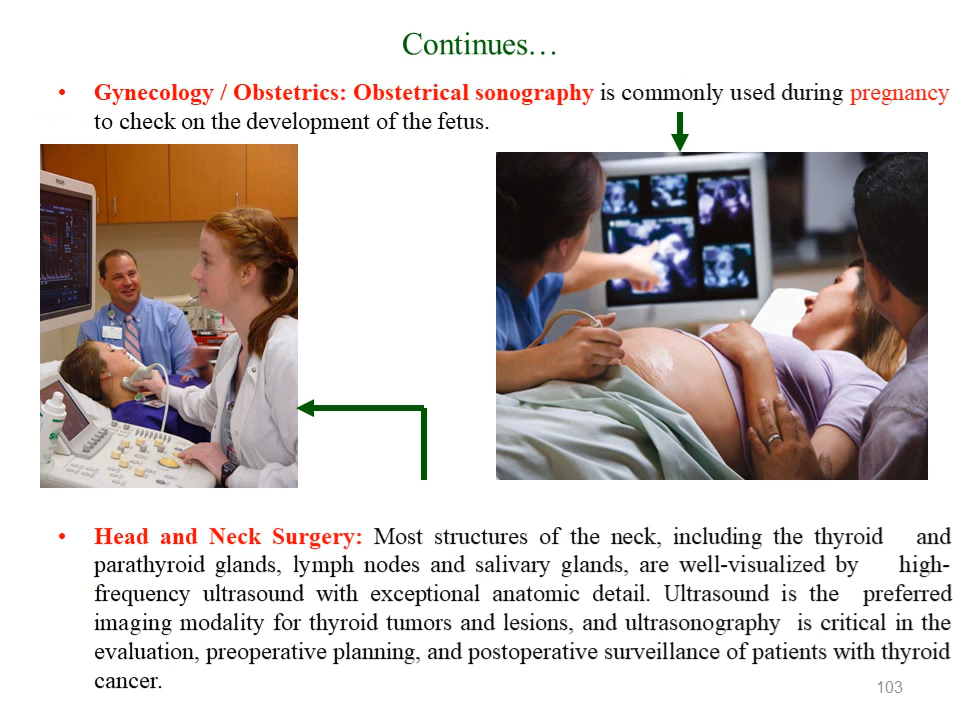 Continues…
• Gynecology / Obstetrics: Obstetrical sonography is commonly used during pregnancy
to check on the development of the fetus.
PHILIPS
• Head and Neck Surgery: Most structures of the neck, including the thyroid and
parathyroid glands, lymph nodes and salivary glands, are well-visualized by high-
frequency ultrasound with exceptional anatomic detail. Ultrasound is the preferred
imaging modality for thyroid tumors and lesions, and ultrasonography is critical in the
evaluation, preoperative planning, and postoperative surveillance of patients with thyroid
cancer.
103